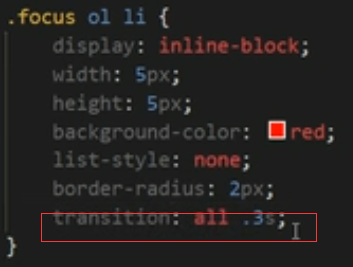 .focus ol li {
display: inline-block;
width: 5px;
height: 5px;
background-color: red;
list-style: none;
border-radius: 2px;
transition: all .3s;
}